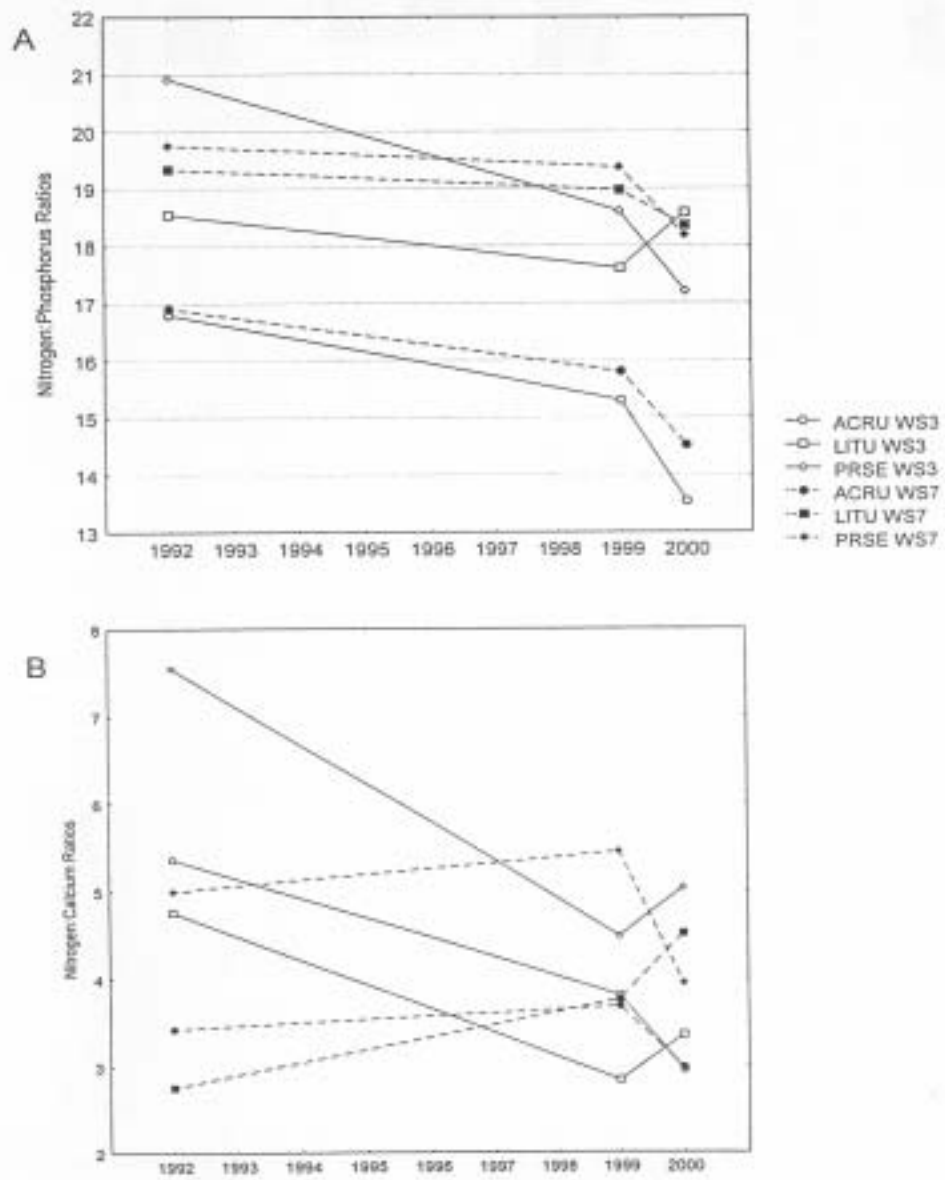 A
22
21
20
19
18
17
16
15
14
13
Nitrogen:Phosphorus Ratios
1992 1993 1994 1995 1996 1997 1998 1999 2000
ACRU WS3
LITU WS3
PRSE WS3
ACRU WS7
LITU WS7
PRSE WS7
B
8
7
6
5
4
3
2
Nitrogen:Calcium Ratios
1992 1993 1994 1995 1996 1997 1998 1999 2000